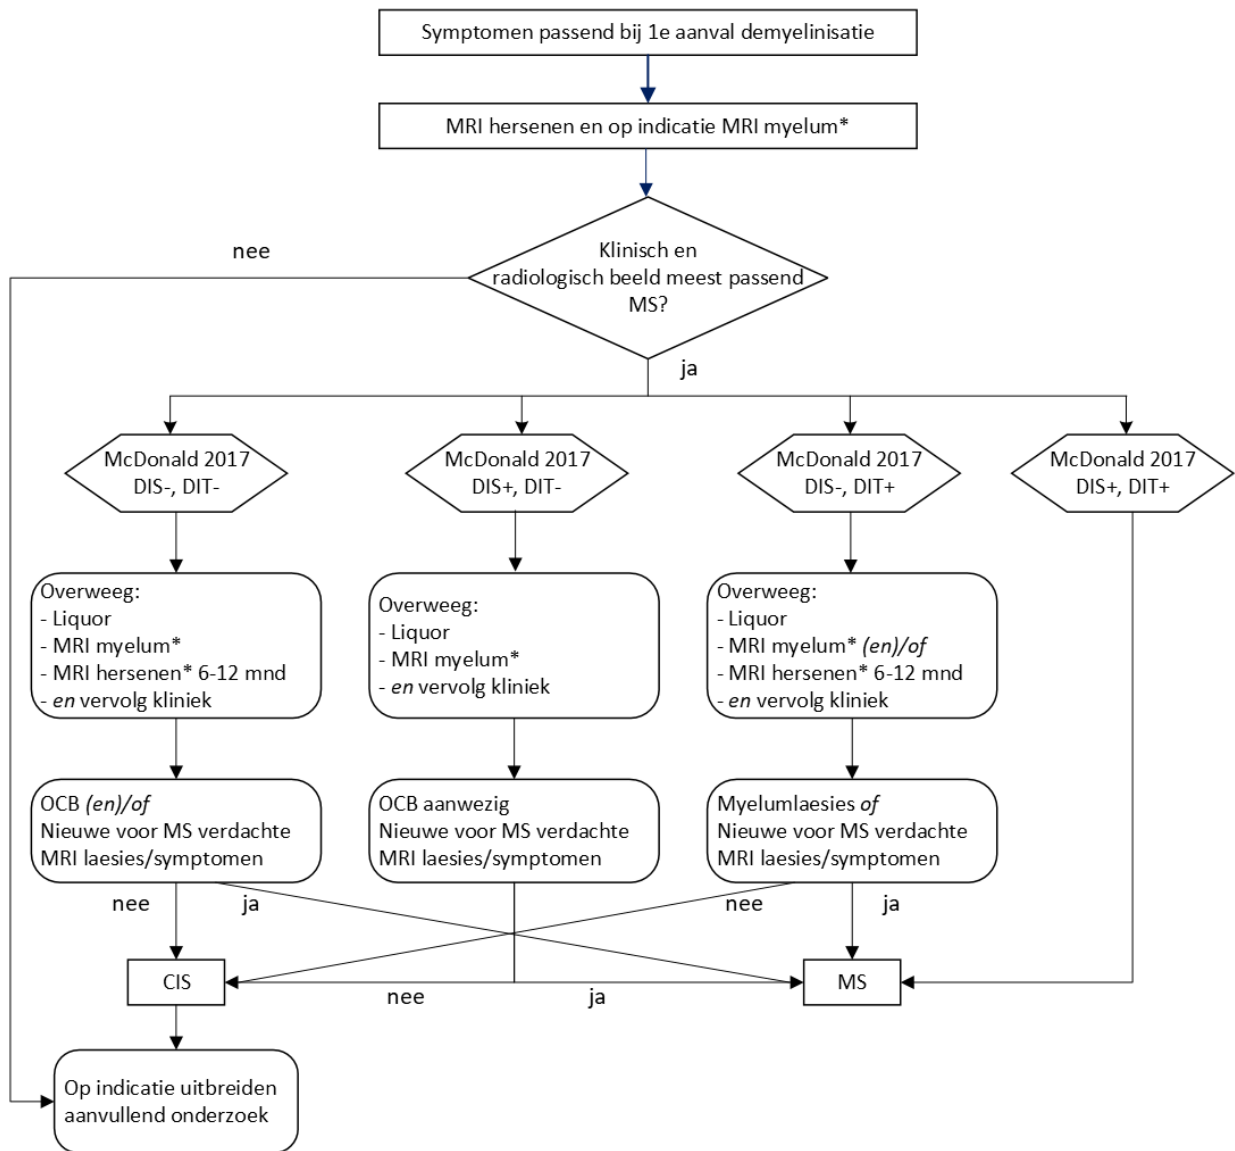 Symptomen passend bij 1e aanval demyelinisatie
MRI hersenen en op indicatie MRI myelum*
nee
Klinisch en
radiologisch beeld meest passend
MS?
ja
McDonald 2017
DIS-, DIT-
McDonald 2017
DIS+, DIT-
McDonald 2017
DIS-, DIT+
McDonald 2017
DIS+, DIT+
Overweeg:
- Liquor
- MRI myelum*
- MRI hersenen* 6-12 mnd
- en vervolg kliniek
Overweeg:
- Liquor
- MRI myelum*
- en vervolg kliniek
Overweeg:
- Liquor
- MRI myelum* (en)/of
- MRI hersenen* 6-12 mnd
- en vervolg kliniek
OCB (en)/of
Nieuwe voor MS verdachte
MRI laesies/symptomen
OCB aanwezig
Nieuwe voor MS verdachte
MRI laesies/symptomen
Myelumlaesies of
Nieuwe voor MS verdachte
MRI laesies/symptomen
nee
ja
nee
ja
CIS
nee
ja
MS
Op indicatie uitbreiden
aanvullend onderzoek